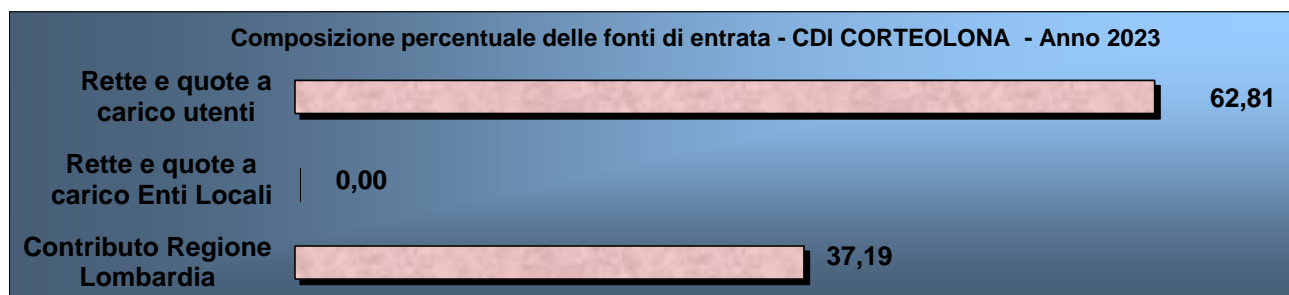 Composizione percentuale delle fonti di entrata - CDI CORTEOLONA - Anno 2023
Rette e quote a
carico utenti
62,81
Rette e quote a
carico Enti Locali
0,00
Contributo Regione
Lombardia
37,19